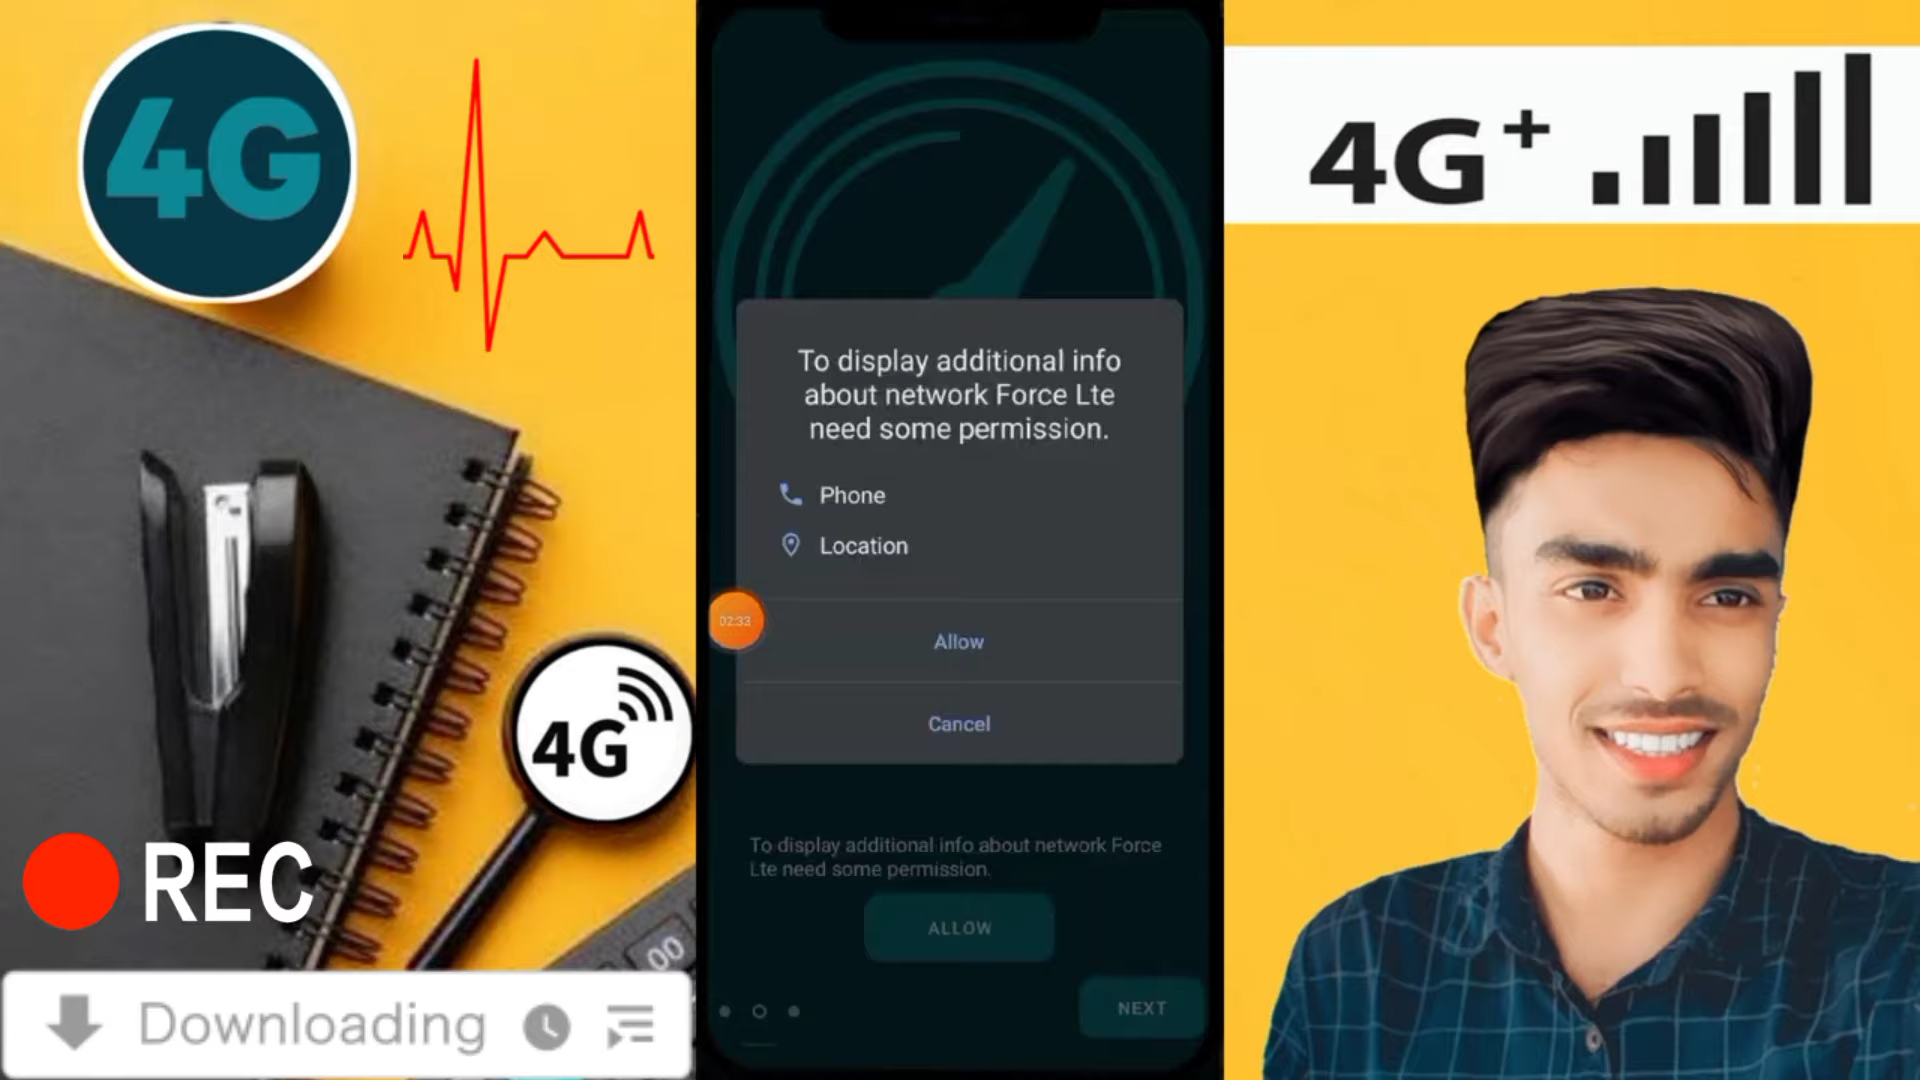 4G
4G+
To display additional info
about network Force Lte
need some permission.
Phone
Location
02:33
Allow
Cancel
4G
To display additional info about network Force
Lte need some permission.
ALLOW
REC
00
NEXT
Downloading